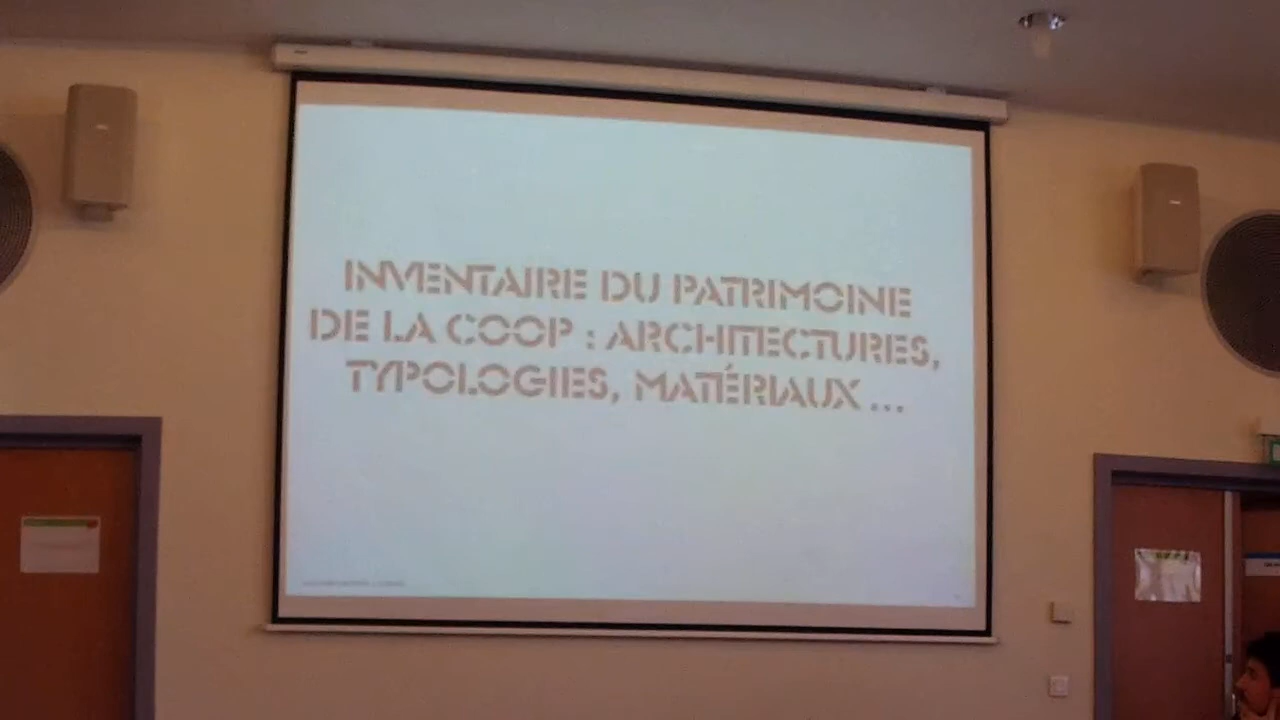 INVENTAIRE DU PATRIMOINE
DE LA COOP : ARCHITECTURES,
TYPOLOGIES, MATÉRIAUX ...